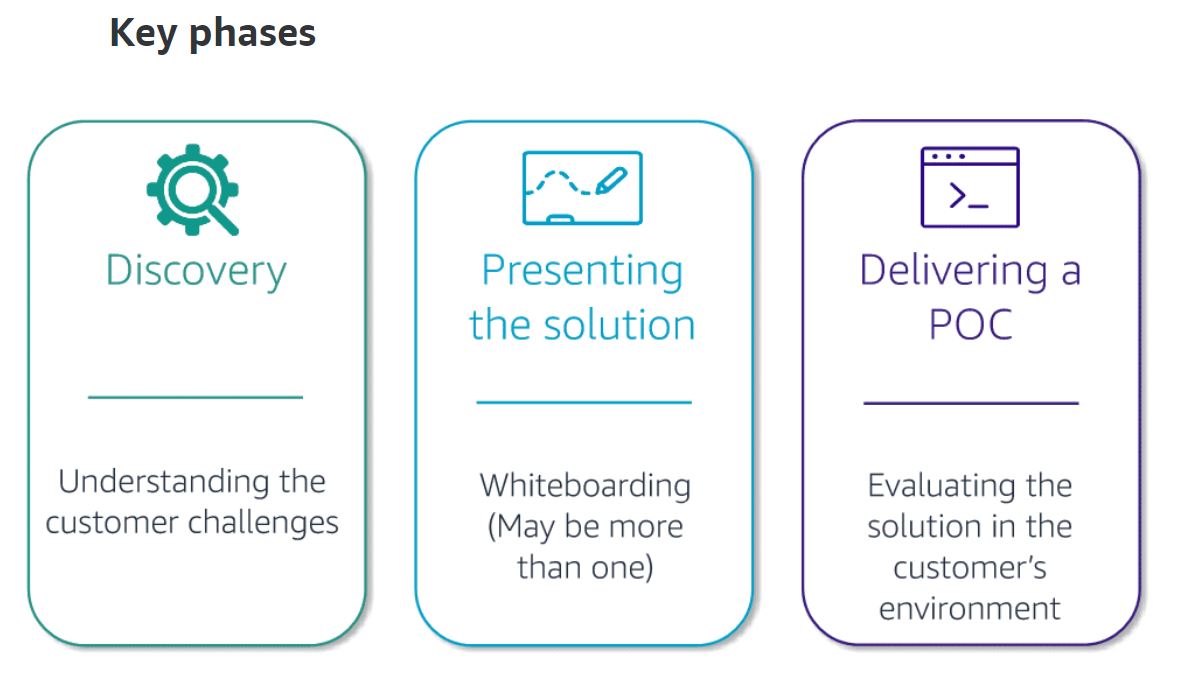 Key phases
Discovery
Understanding the
customer challenges
Presenting
the solution
Whiteboarding
(May be more
than one)
Delivering a
POC
Evaluating the
solution in the
customer’s
environment